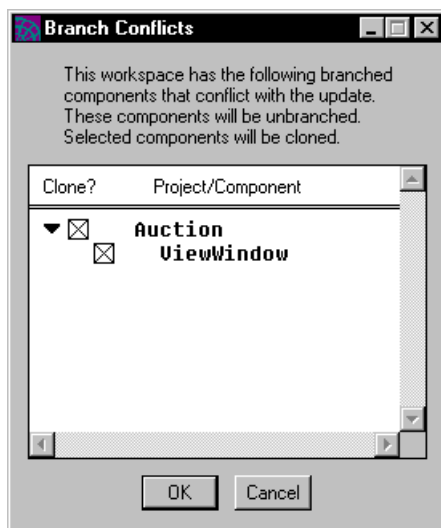 Branch Conflicts
This workspace has the following branched
components that conflict with the update.
These components will be unbranched.
Selected components will be cloned.
Clone? Project/Component
Auction
ViewWindow
OK Cancel